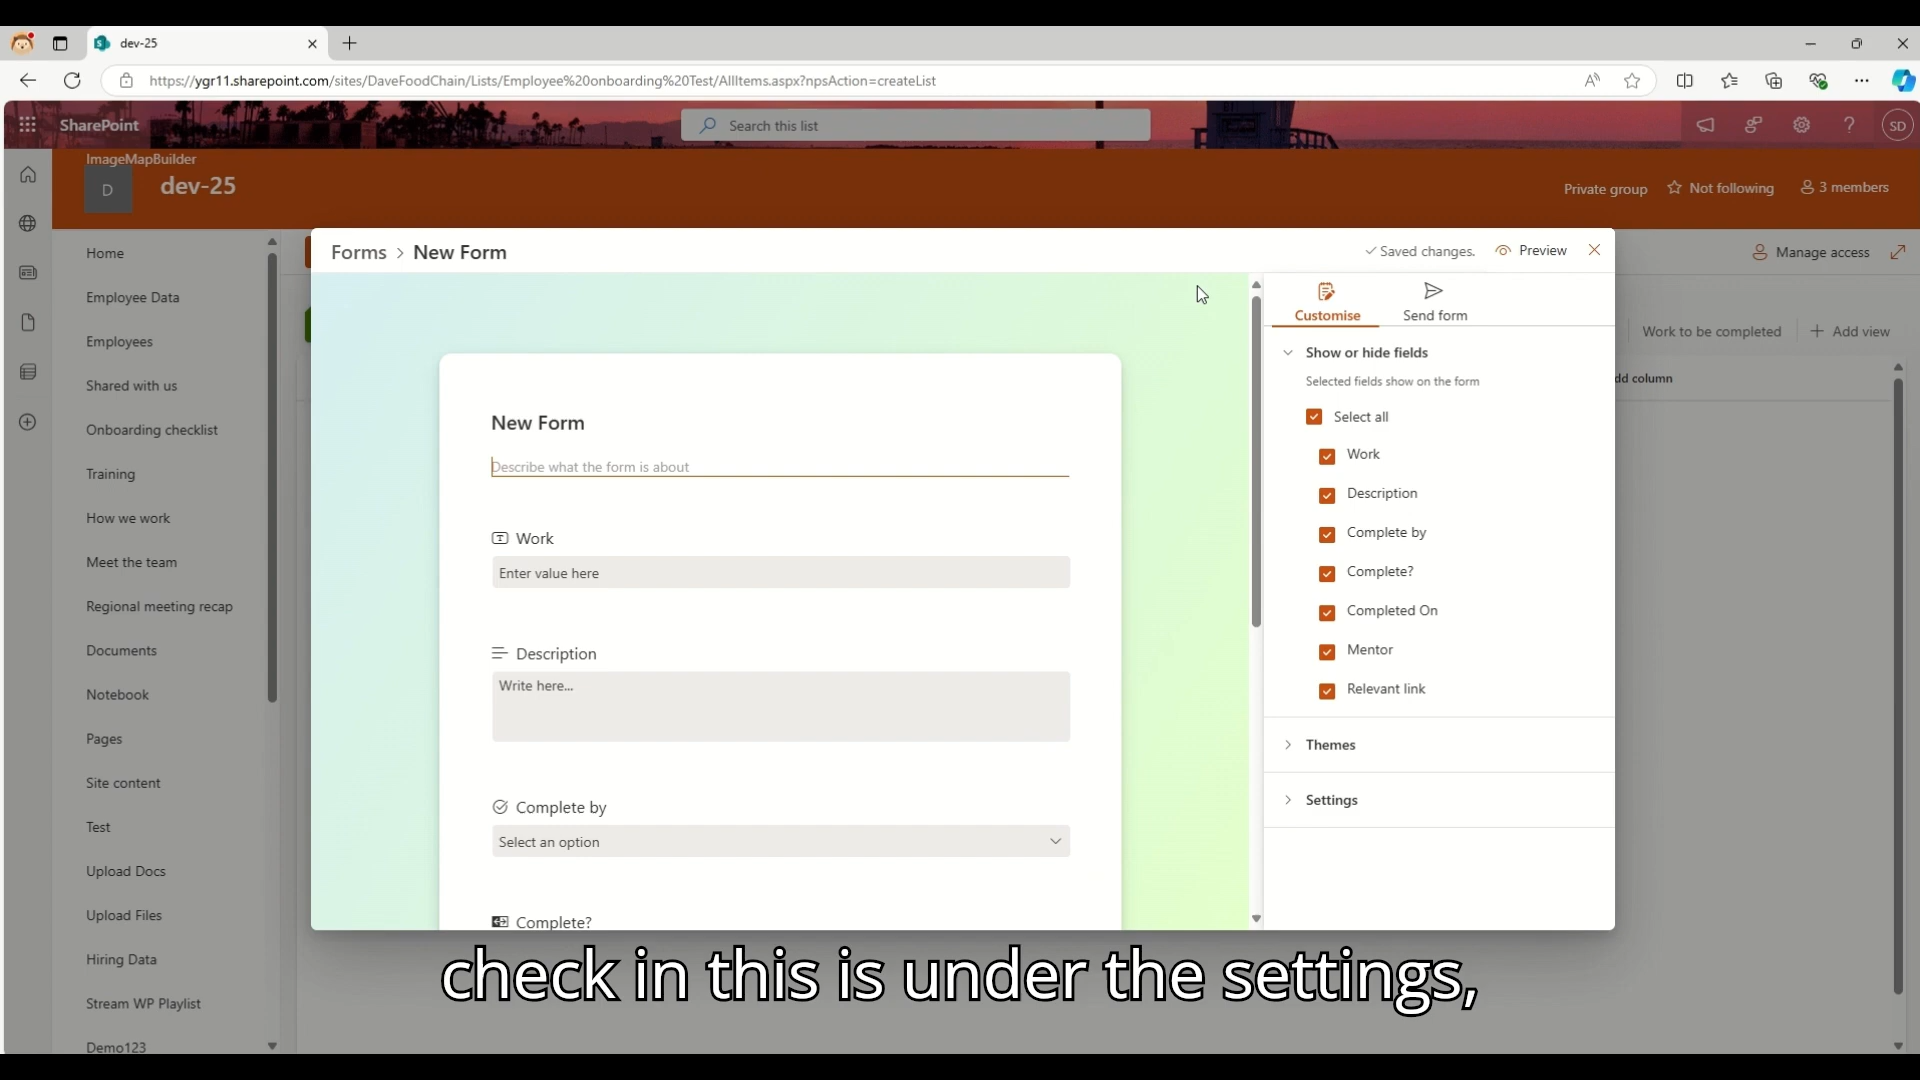 dev-25
https://ygr11.sharepoint.com/sites/DaveFoodChain/Lists/Employee%20onboarding%20Test/AllItems.aspx?npsAction=createList
SharePoint
Search this list
SD
ImageMapBuilder
D
dev-25
Private group
Not following
3 members
Home
Employee Data
Employees
Shared with us
Onboarding checklist
Training
How we work
Meet the team
Regional meeting recap
Documents
Notebook
Pages
Site content
Test
Upload Docs
Upload Files
Hiring Data
Stream WP Playlist
Demo123
Manage access
Work to be completed
Add view
dd column
Forms > New Form
Saved changes.
Preview
New Form
Describe what the form is about
Work
Enter value here
Description
Write here...
Complete by
Select an option
Complete?
Customise
Send form
Show or hide fields
Selected fields show on the form
Select all
Work
Description
Complete by
Complete?
Completed On
Mentor
Relevant link
Themes
Settings
check in this is under the settings,